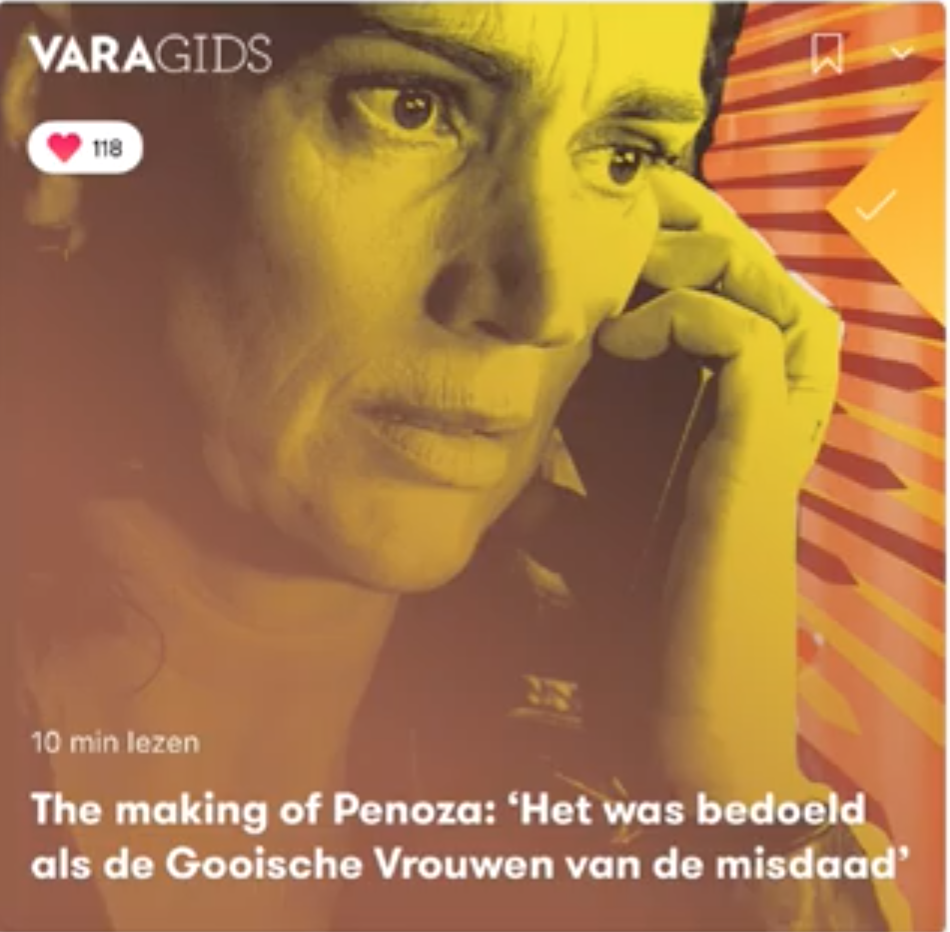 VARAGIDS
118
10 min lezen
The making of Penoza: ‘Het was bedoeld
als de Gooische Vrouwen van de misdaad’